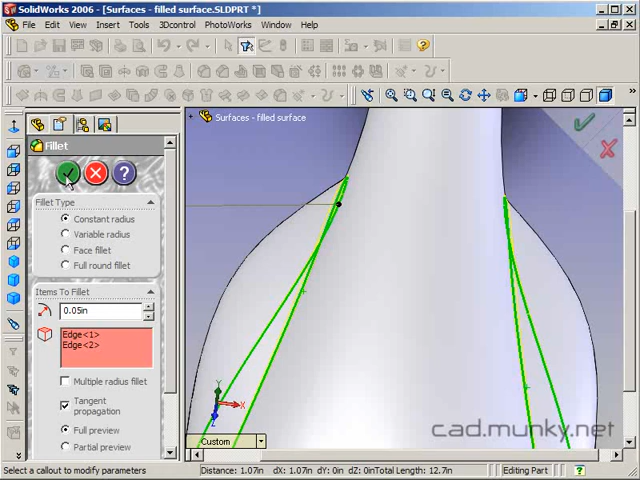 SolidWorks 2006 - [Surfaces - filled surface.SLDPRT *]
File Edit View Insert Tools 3Dcontrol PhotoWorks Window Help
Surfaces - filled surface
Fillet
Fillet Type
Constant radius
Variable radius
Face fillet
Full round fillet
Items To Fillet
0.05in
Edge<1>
Edge<2>
Multiple radius fillet
Tangent
propagation
Full preview
Partial preview
Y
X
Z
Custom
cad.munky.net
Select a callout to modify parameters
Distance: 1.07in dX: 1.07in dY: 0in dZ: 0in Total Length: 12.7in
Editing Part